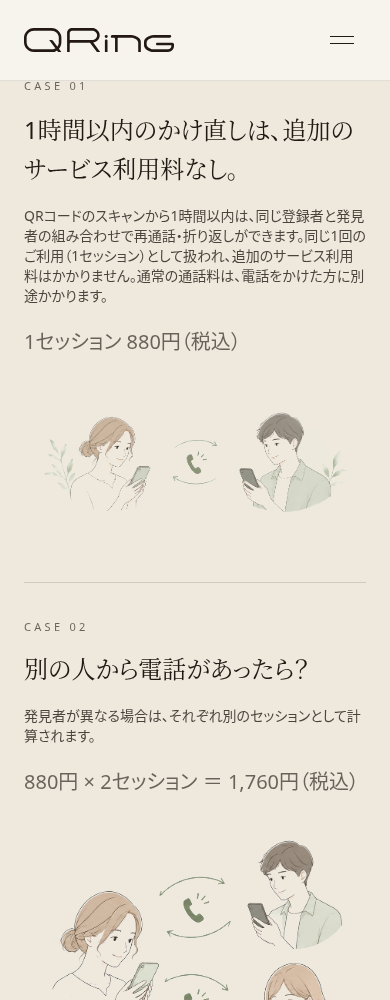 QRing
CASE 01
1時間以内のかけ直しは、追加の
サービス利用料なし。
QRコードのスキャンから1時間以内は、同じ登録者と発見
者の組み合わせで再通話・折り返しができます。同じ1回の
ご利用（1セッション）として扱われ、追加のサービス利用
料はかかりません。通常の通話料は、電話をかけた方に別
途かかります。
1セッション 880円（税込）
CASE 02
別の人から電話があったら？
発見者が異なる場合は、それぞれ別のセッションとして計
算されます。
880円 × 2セッション ＝ 1,760円（税込）